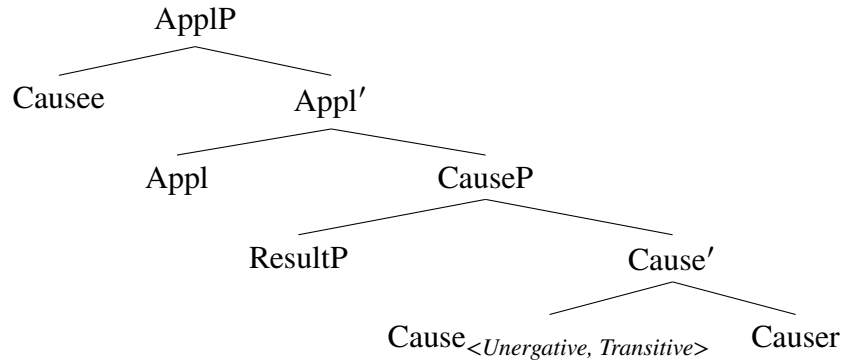 ApplP
Causee Appl′
Appl CauseP
ResultP Cause′
Cause<Unergative, Transitive> Causer